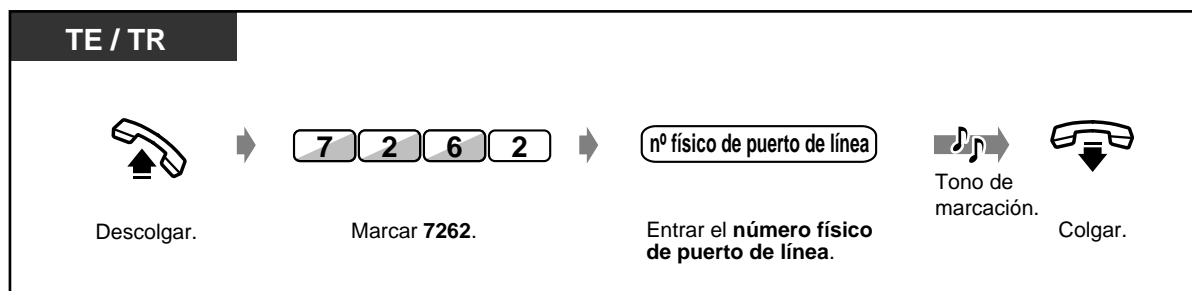 TE / TR
7 2 6 2
nº físico de puerto de línea
Tono de
marcación.
Descolgar.
Marcar 7262.
Entrar el número físico
de puerto de línea.
Colgar.